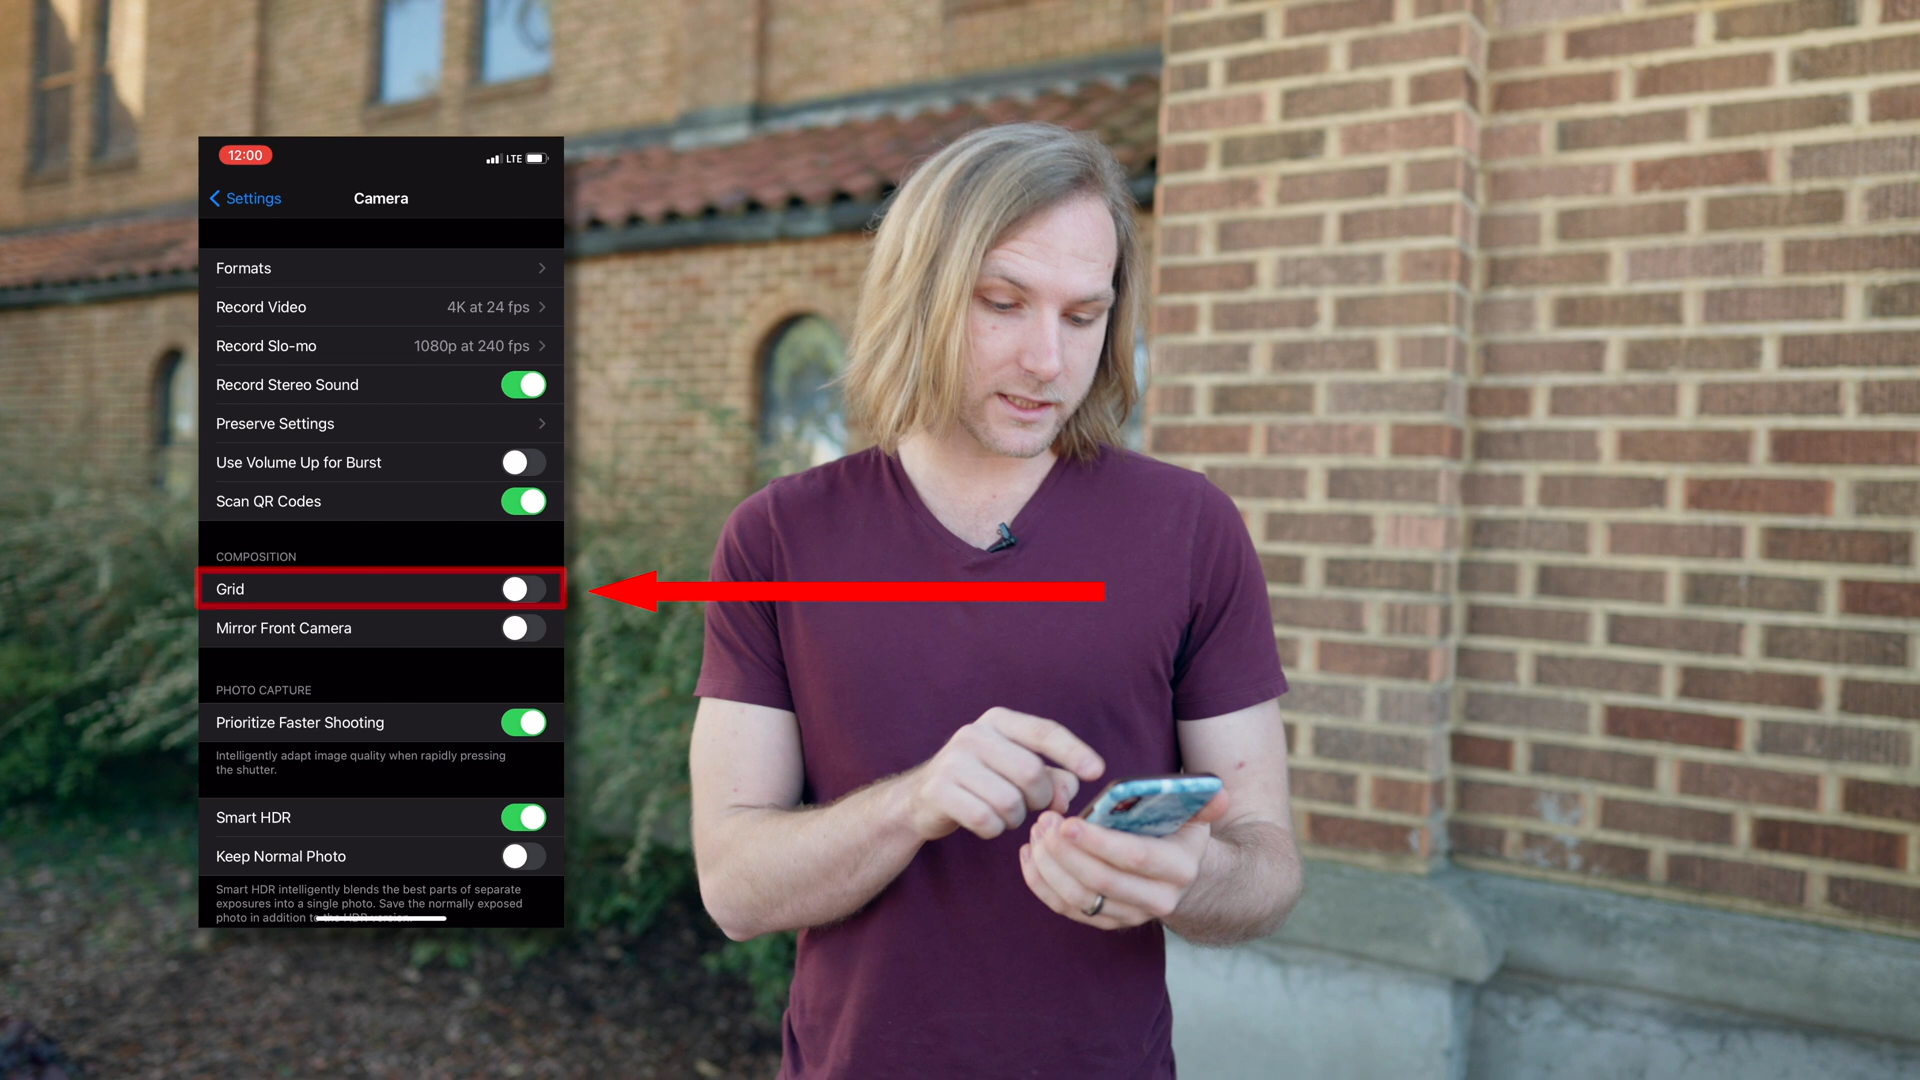 12:00
LTE
Settings
Camera
Formats
Record Video 4K at 24 fps
Record Slo-mo 1080p at 240 fps
Record Stereo Sound
Preserve Settings
Use Volume Up for Burst
Scan QR Codes
COMPOSITION
Grid
Mirror Front Camera
PHOTO CAPTURE
Prioritize Faster Shooting
Intelligently adapt image quality when rapidly pressing
the shutter.
Smart HDR
Keep Normal Photo
Smart HDR intelligently blends the best parts of separate
exposures into a single photo. Save the normally exposed
photo in addition to the HDR version.